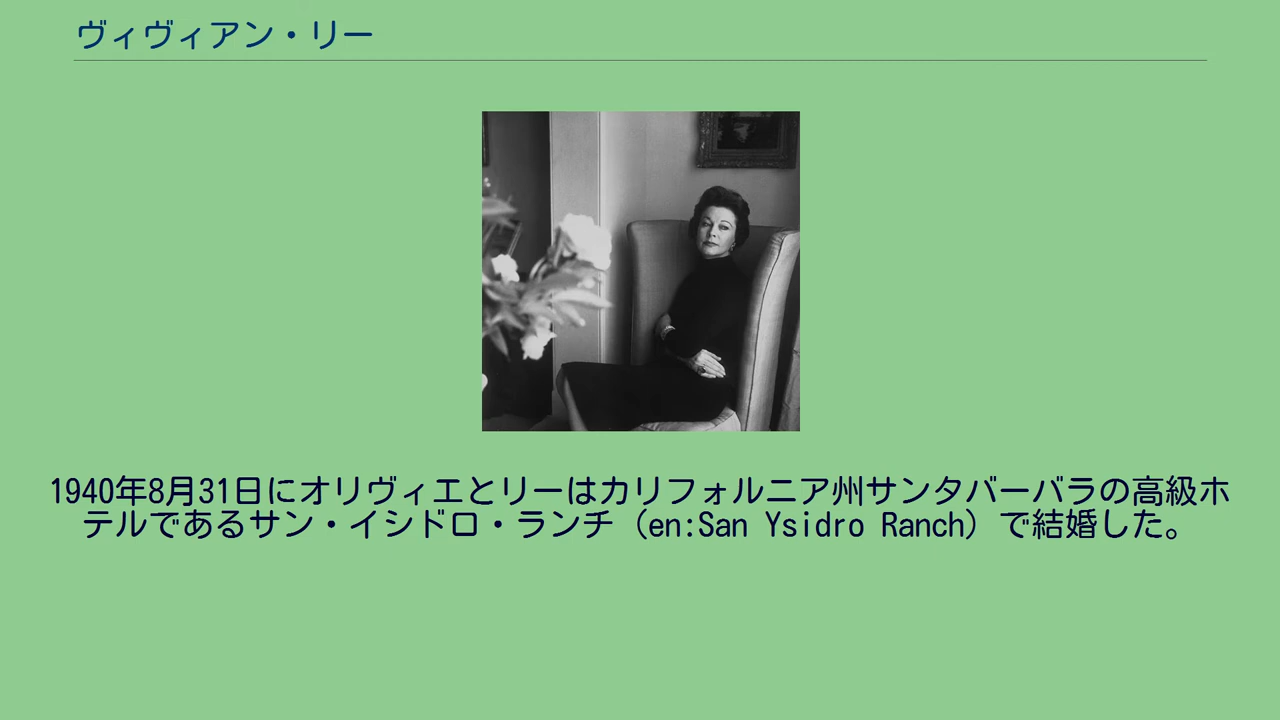 ヴィヴィアン・リー
1940年8月31日にオリヴィエとリーはカリフォルニア州サンタバーバラの高級ホ
テルであるサン・イシドロ・ランチ（en:San Ysidro Ranch）で結婚した。